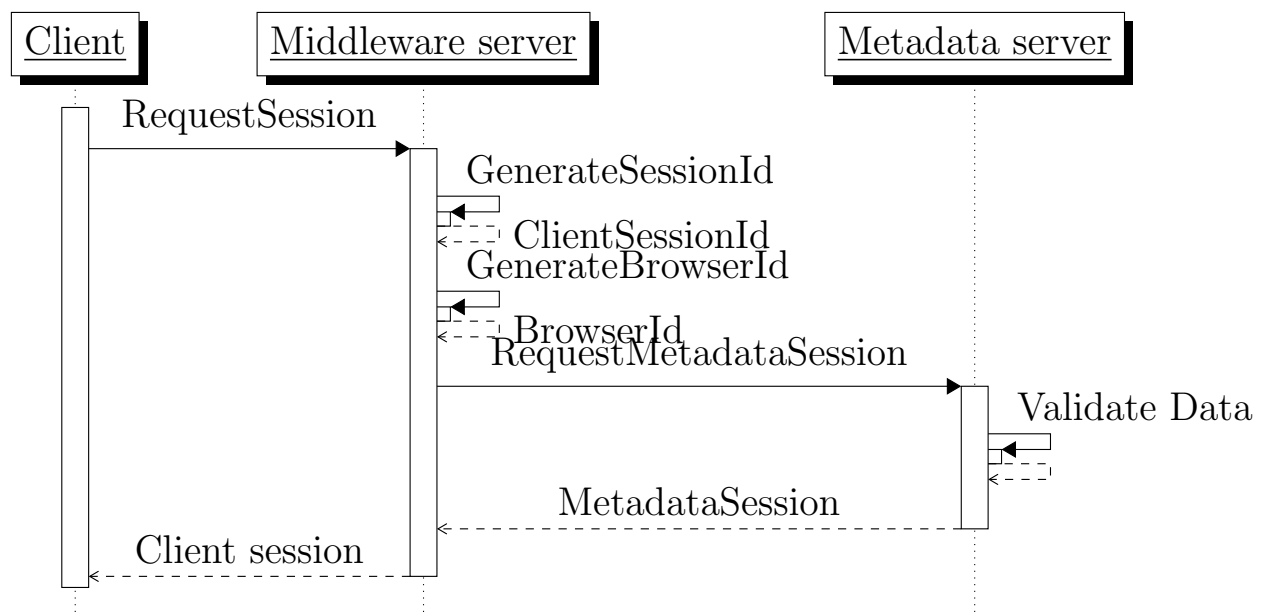 Client
Middleware server
Metadata server
RequestSession
GenerateSessionId
ClientSessionId
GenerateBrowserId
BrowserId
RequestMetadataSession
Validate Data
MetadataSession
Client session